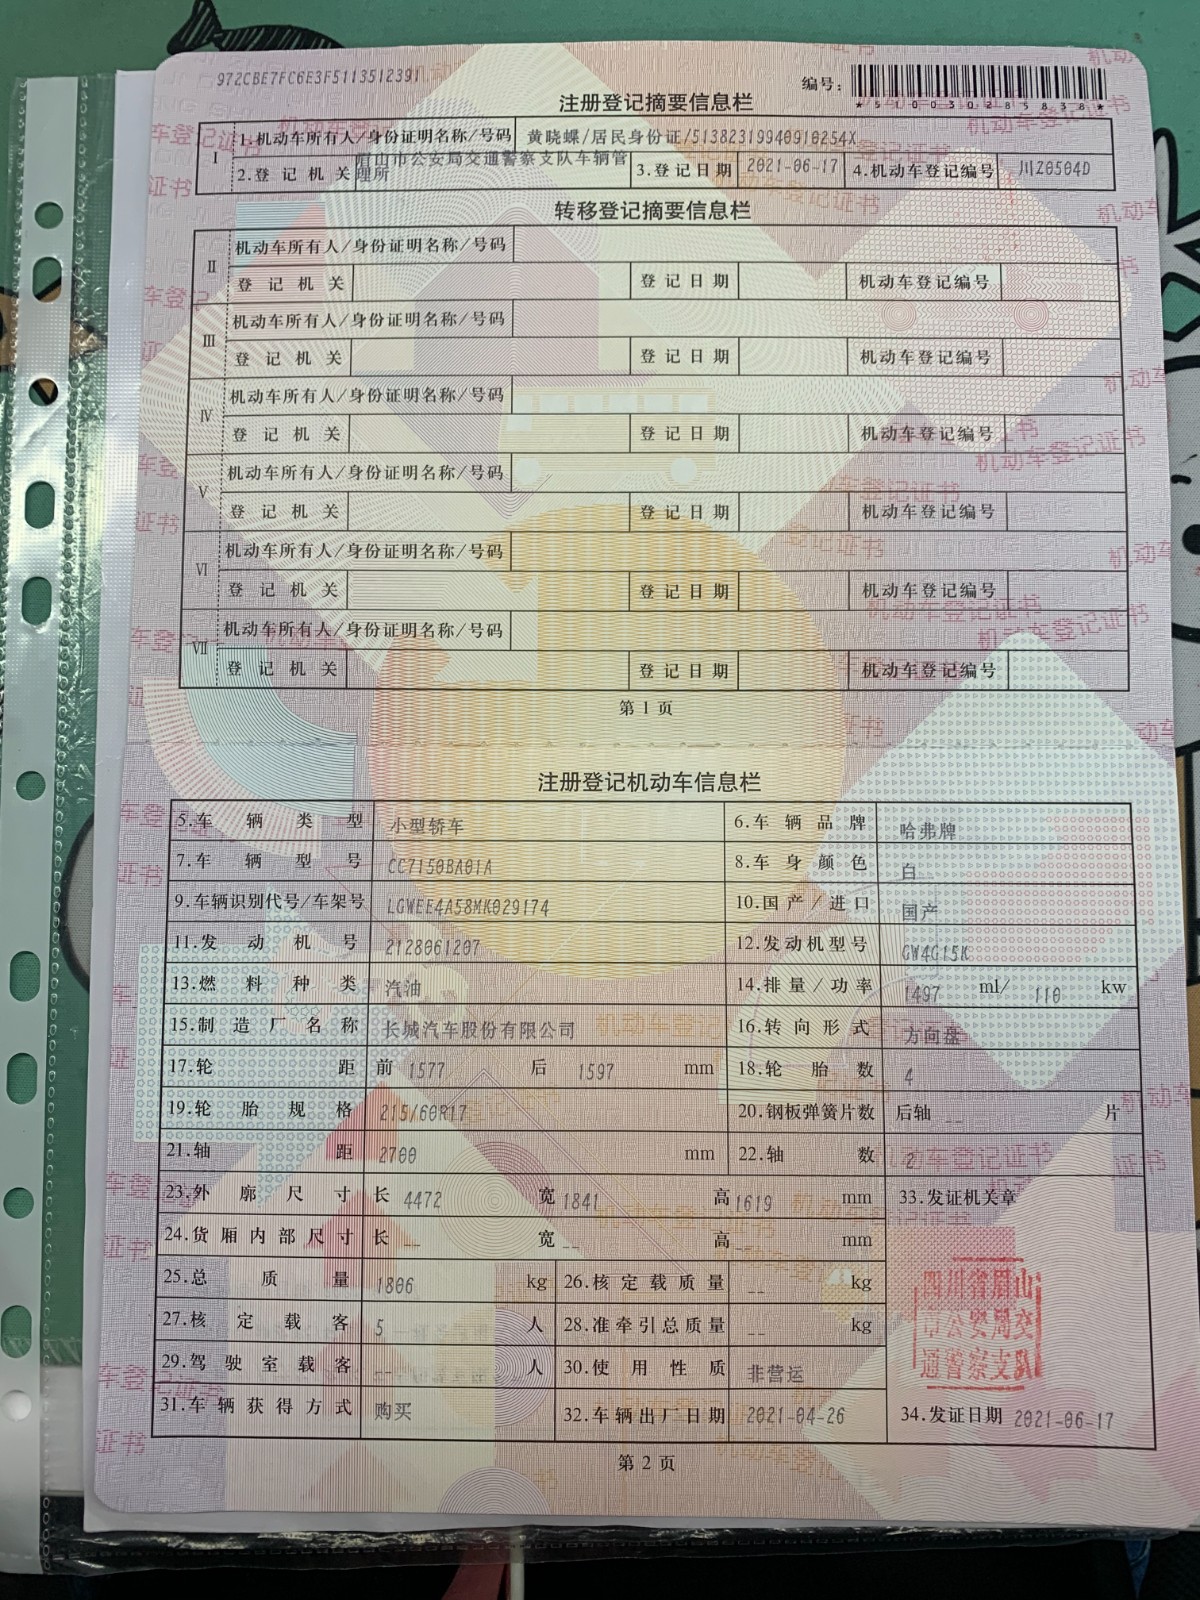 972CBE7FC6E3F5113512391
编号：
*510030285838*
注册登记摘要信息栏
I
1.机动车所有人/身份证明名称/号码 黄晓蝶/居民身份证/51382319940910254X
2.登记机关 眉山市公安局交通警察支队车辆管理所 3.登记日期 2021-06-17 4.机动车登记编号 川Z0504D
转移登记摘要信息栏
II 机动车所有人/身份证明名称/号码
登记机关 登记日期 机动车登记编号
III 机动车所有人/身份证明名称/号码
登记机关 登记日期 机动车登记编号
IV 机动车所有人/身份证明名称/号码
登记机关 登记日期 机动车登记编号
V 机动车所有人/身份证明名称/号码
登记机关 登记日期 机动车登记编号
VI 机动车所有人/身份证明名称/号码
登记机关 登记日期 机动车登记编号
VII 机动车所有人/身份证明名称/号码
登记机关 登记日期 机动车登记编号
第 1 页
注册登记机动车信息栏
5.车辆类型 小型轿车 6.车辆品牌 哈弗牌
7.车辆型号 CC7150BA01A 8.车身颜色 白
9.车辆识别代号/车架号 LGWEE4A58MK029174 10.国产/进口 国产
11.发动机号 2128061207 12.发动机型号 GW4G15K
13.燃料种类 汽油 14.排量/功率 1497 ml/ 110 kw
15.制造厂名称 长城汽车股份有限公司 16.转向形式 方向盘
17.轮距 前 1577 后 1597 mm 18.轮胎数 4
19.轮胎规格 215/60R17 20.钢板弹簧片数 后轴 -- 片
21.轴距 2700 mm 22.轴数 2
23.外廓尺寸 长 4472 宽 1841 高 1619 mm 33.发证机关章
24.货厢内部尺寸 长 -- 宽 -- 高 -- mm
25.总质量 1806 kg 26.核定载质量 -- kg
27.核定载客 5 人 28.准牵引总质量 -- kg
29.驾驶室载客 -- 人 30.使用性质 非营运
31.车辆获得方式 购买 32.车辆出厂日期 2021-04-26 34.发证日期 2021-06-17
四川省眉山
市公安局交
通警察支队
第 2 页